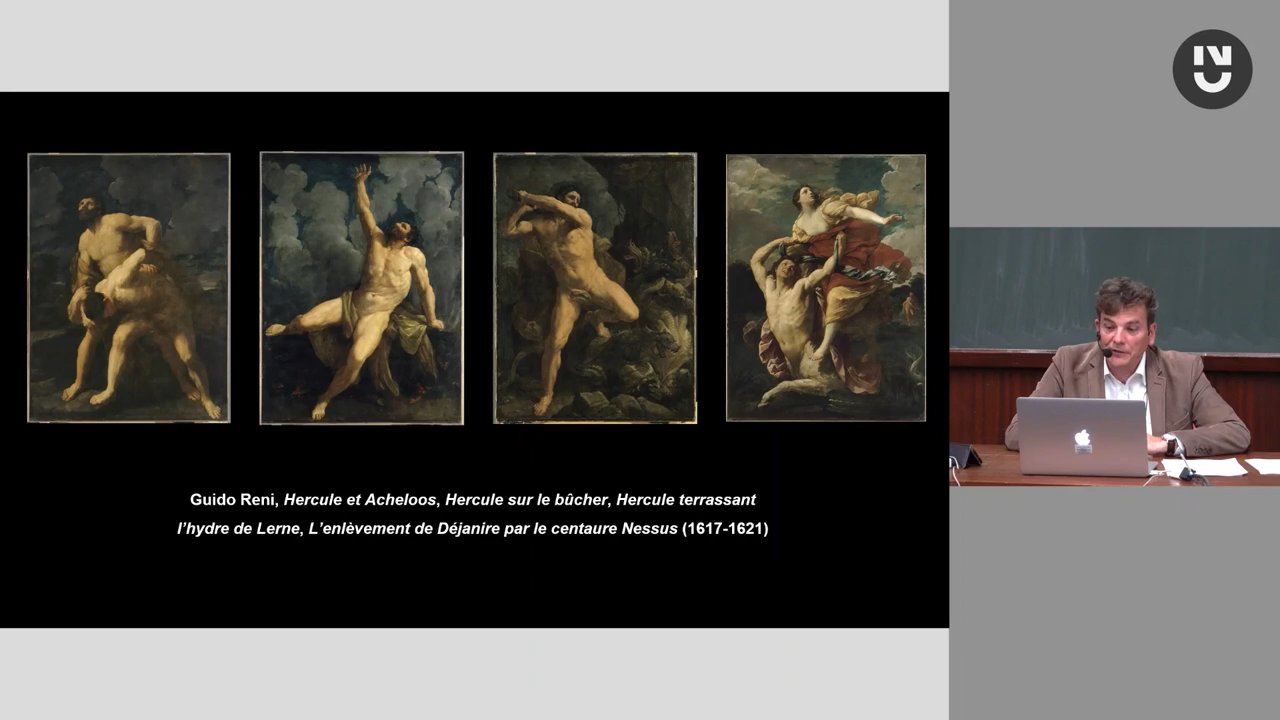 Guido Reni, Hercule et Acheloos, Hercule sur le bûcher, Hercule terrassant
l’hydre de Lerne, L’enlèvement de Déjanire par le centaure Nessus (1617-1621)